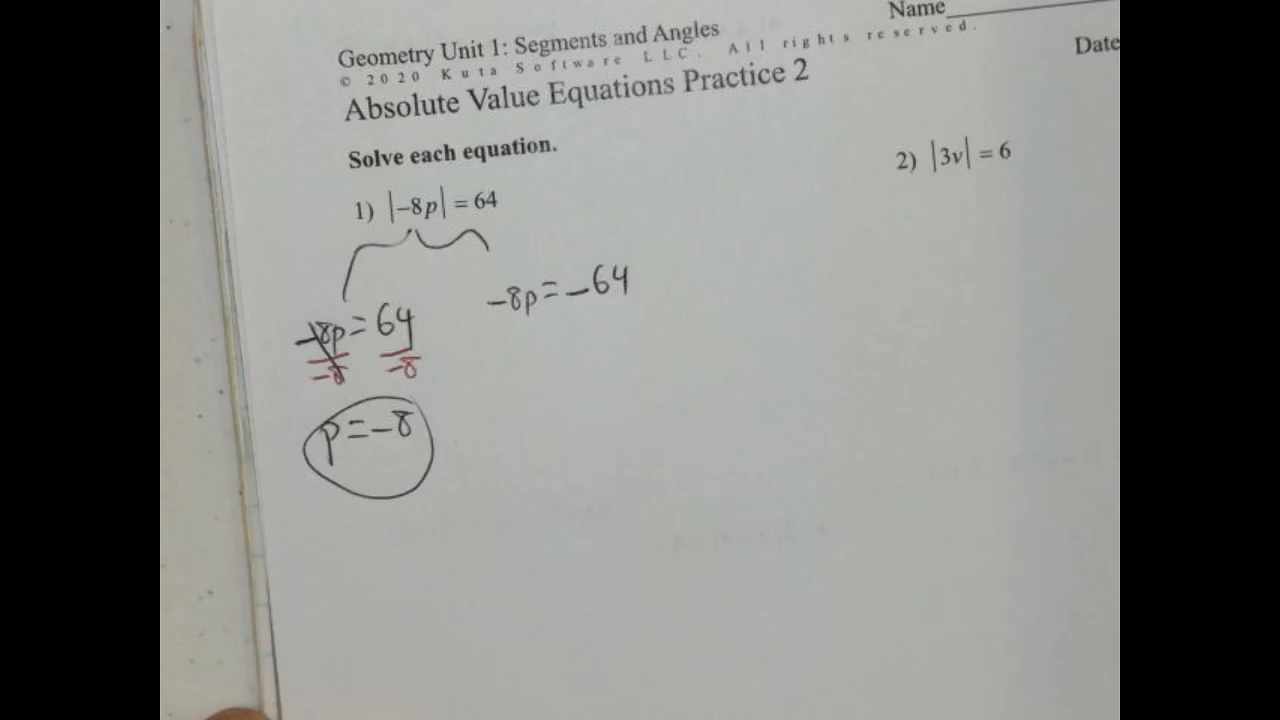 Name
Geometry Unit 1: Segments and Angles
© 2020 Kuta Software LLC. All rights reserved.
Date
Absolute Value Equations Practice 2
Solve each equation.
1) |−8p| = 64
2) |3v| = 6
−8p = 64
−8p = −64
−8 −8
p = −8